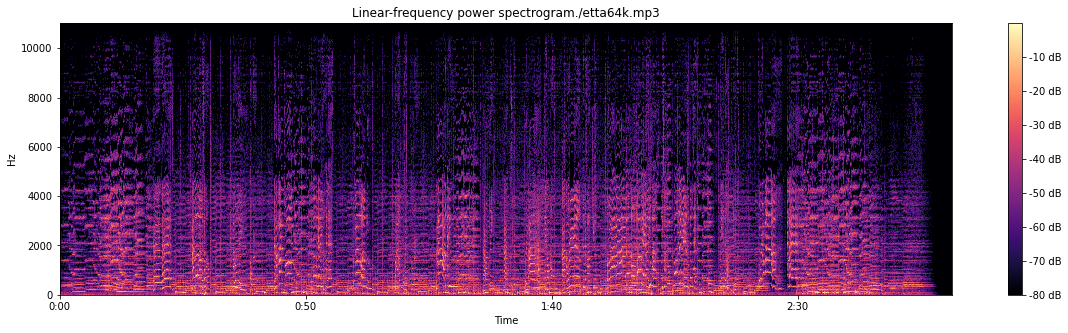 Linear-frequency power spectrogram./etta64k.mp3
10000
8000
6000
4000
2000
0
Hz
0:00
0:50
1:40
2:30
Time
-10 dB
-20 dB
-30 dB
-40 dB
-50 dB
-60 dB
-70 dB
-80 dB